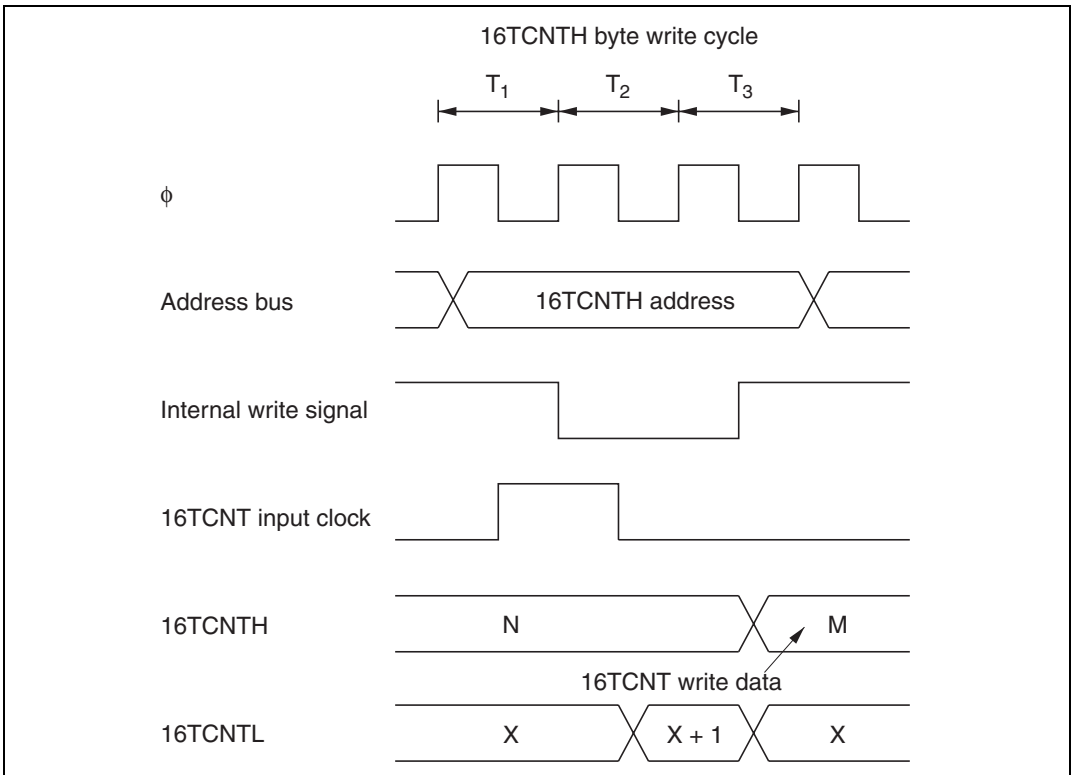 16TCNTH byte write cycle
T1 T2 T3
ϕ
Address bus 16TCNTH address
Internal write signal
16TCNT input clock
16TCNTH N M
16TCNT write data
16TCNTL X X + 1 X